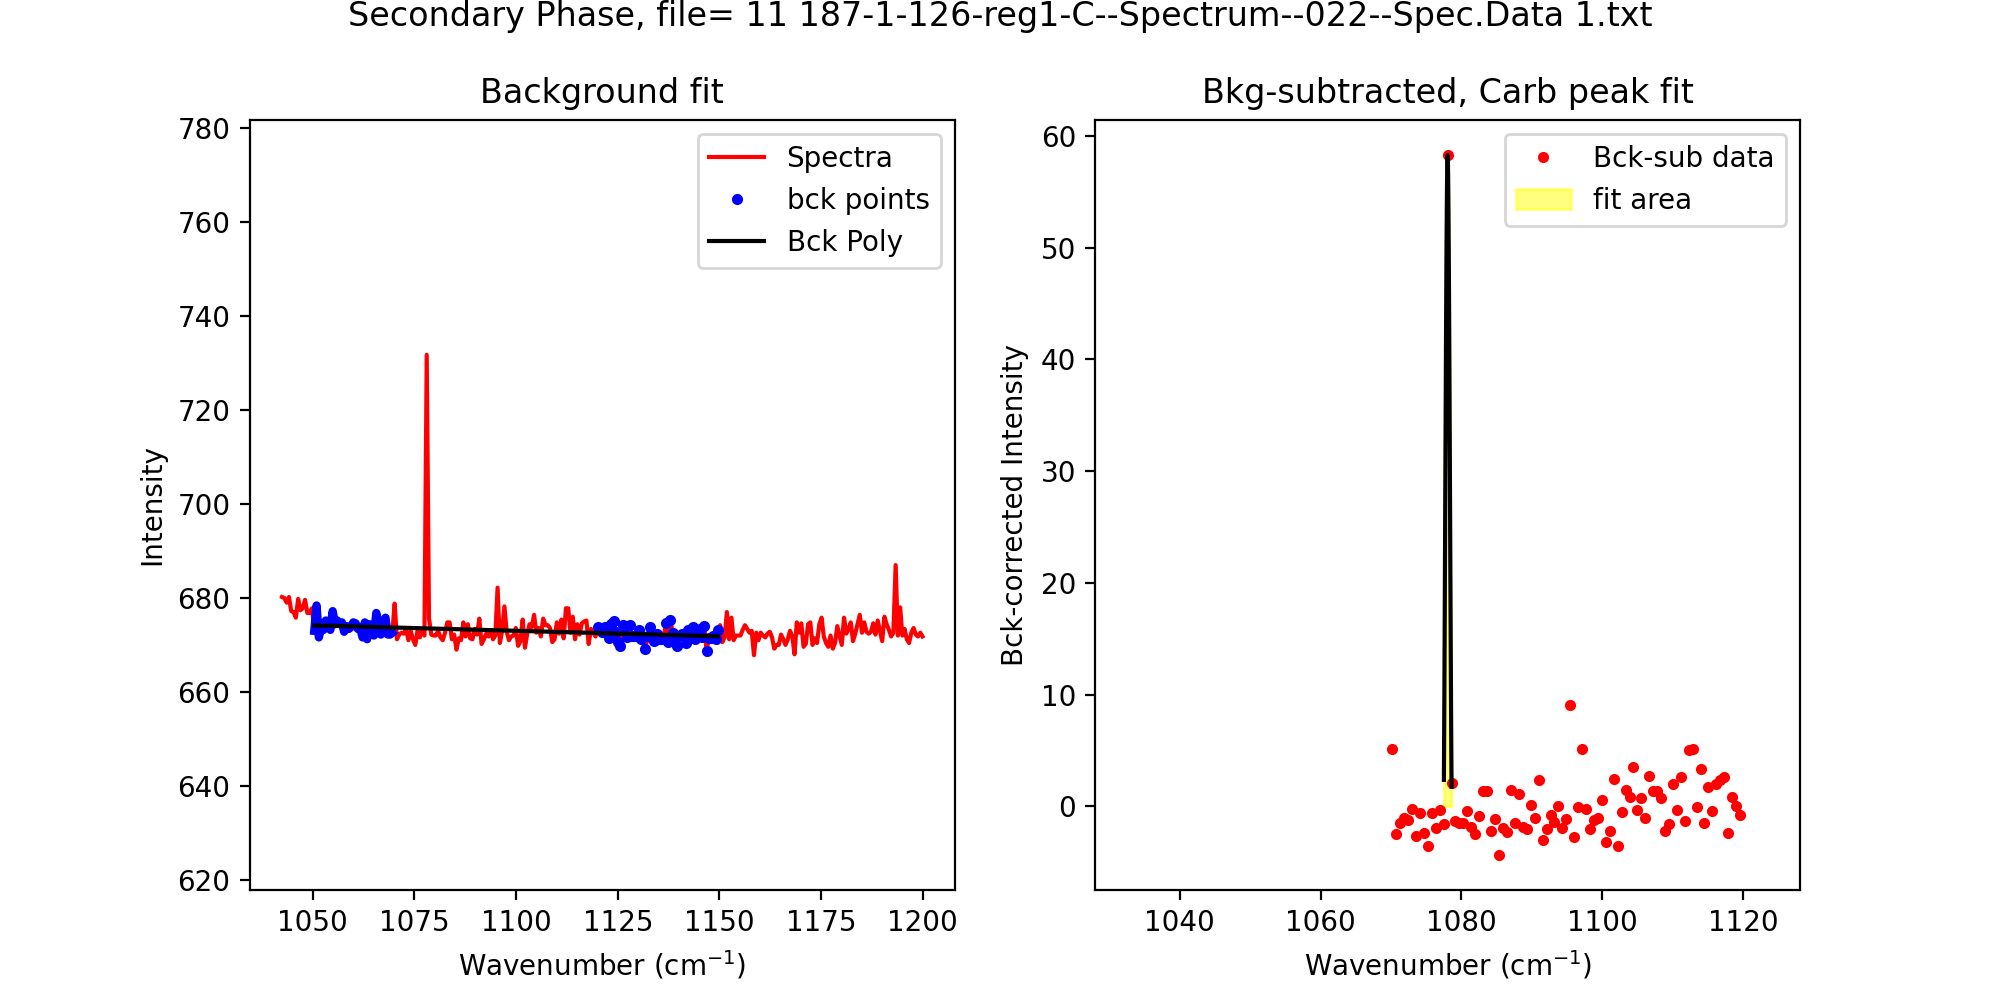 Secondary Phase, file= 11 187-1-126-reg1-C--Spectrum--022--Spec.Data 1.txt
Background fit
780
760
740
720
700
680
660
640
620
Intensity
Spectra
bck points
Bck Poly
1050 1075 1100 1125 1150 1175 1200
Wavenumber (cm⁻¹)
Bkg-subtracted, Carb peak fit
60
50
40
30
20
10
0
Bck-corrected Intensity
Bck-sub data
fit area
1040 1060 1080 1100 1120
Wavenumber (cm⁻¹)